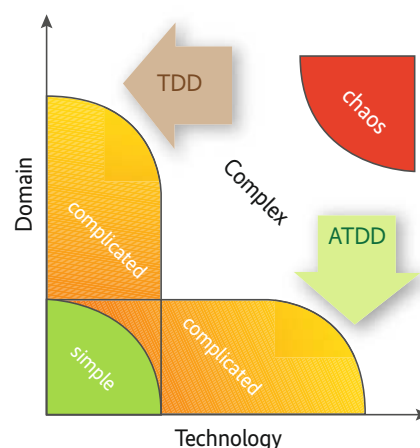 TDD
chaos
Complex
Domain
complicated
ATDD
simple
complicated
Technology